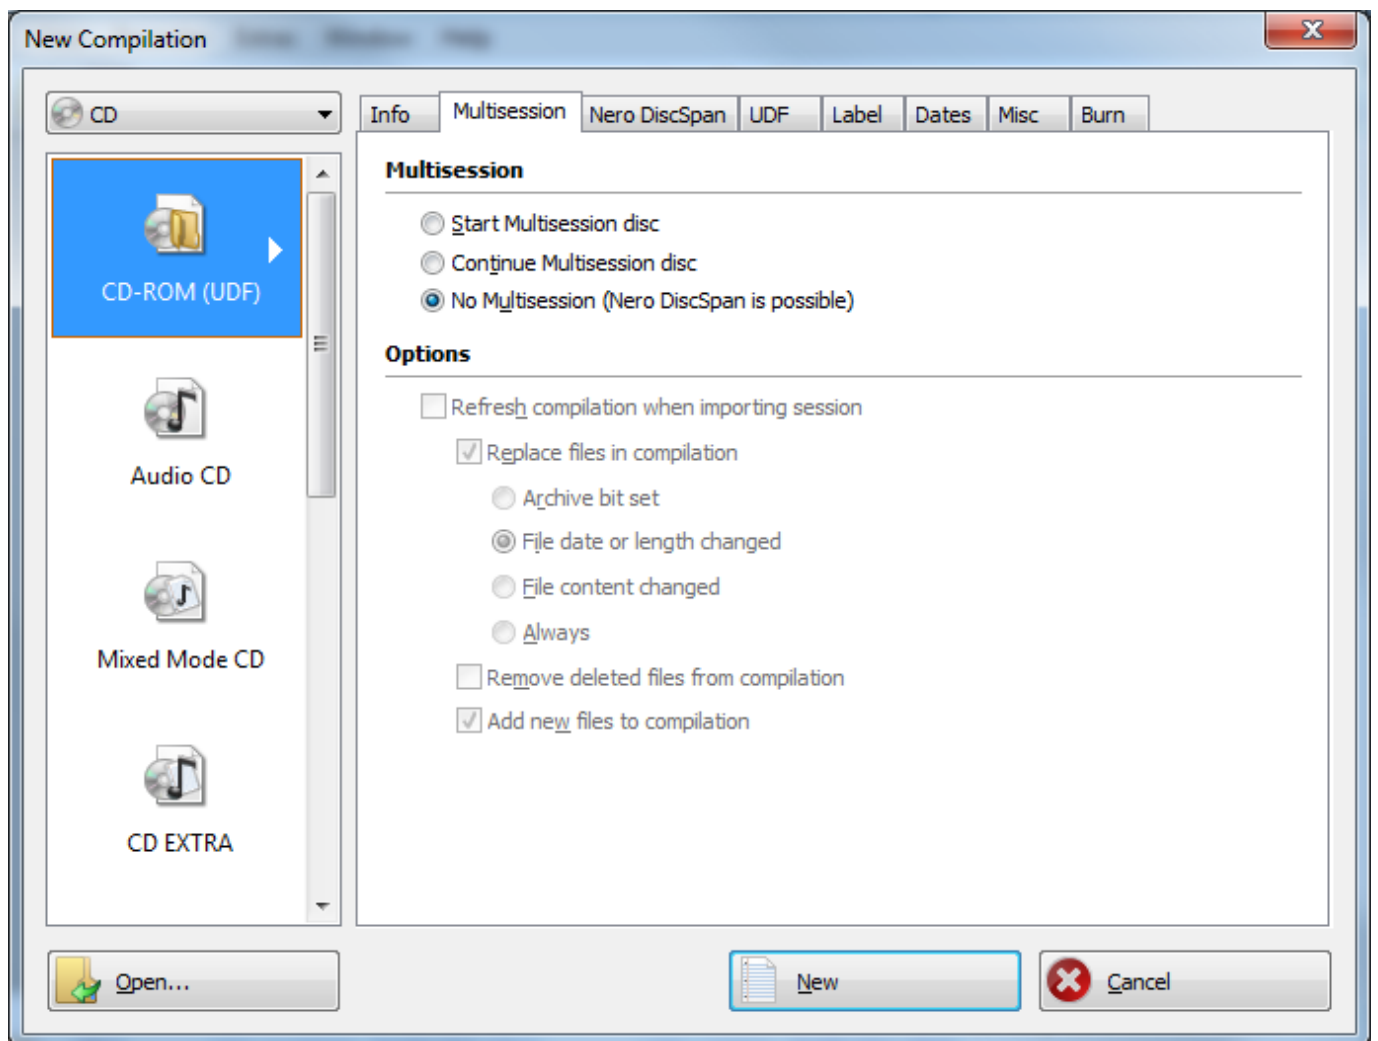 New Compilation
CD
Info Multisession Nero DiscSpan UDF Label Dates Misc Burn
CD-ROM (UDF)
Audio CD
Mixed Mode CD
CD EXTRA
Multisession
Start Multisession disc
Continue Multisession disc
No Multisession (Nero DiscSpan is possible)
Options
Refresh compilation when importing session
Replace files in compilation
Archive bit set
File date or length changed
File content changed
Always
Remove deleted files from compilation
Add new files to compilation
Open...
New
Cancel